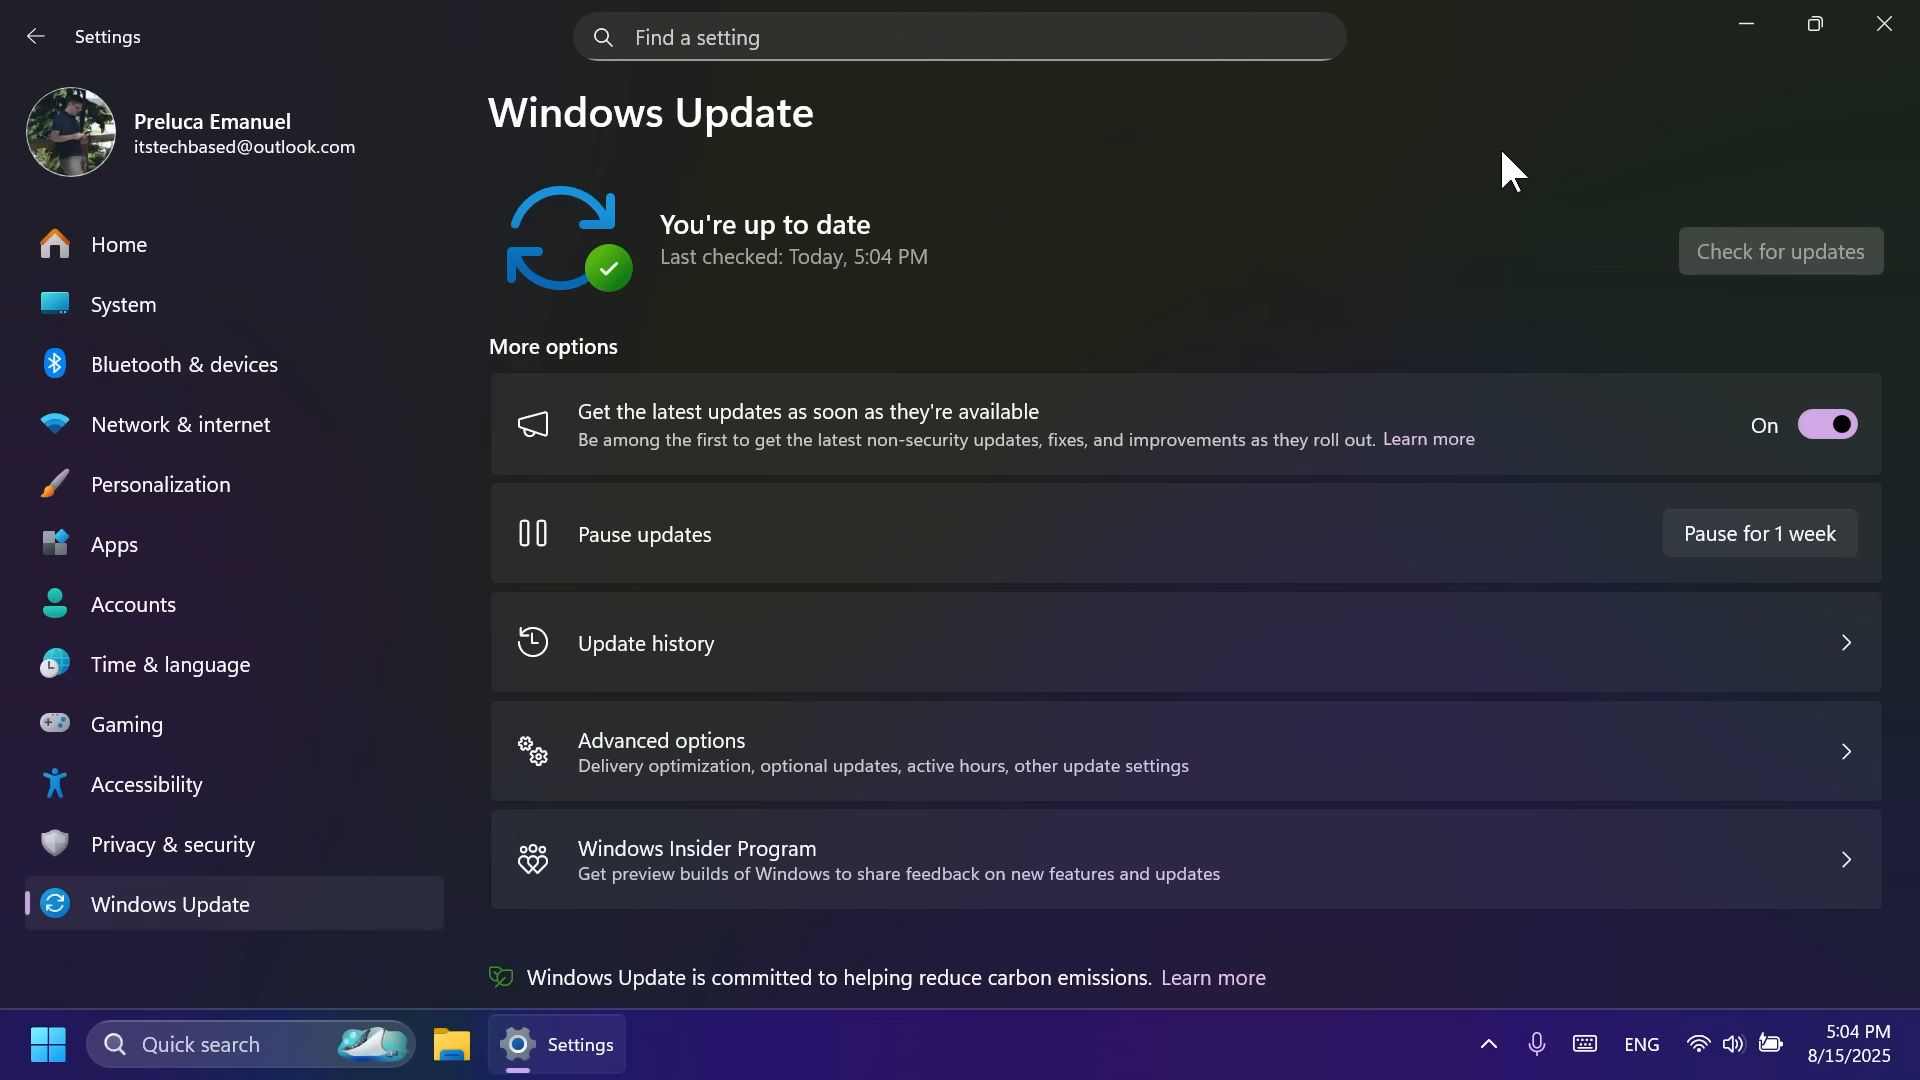 Settings
Find a setting
Preluca Emanuel
itstechbased@outlook.com
Home
System
Bluetooth & devices
Network & internet
Personalization
Apps
Accounts
Time & language
Gaming
Accessibility
Privacy & security
Windows Update
Windows Update
You're up to date
Last checked: Today, 5:04 PM
Check for updates
More options
Get the latest updates as soon as they're available
Be among the first to get the latest non-security updates, fixes, and improvements as they roll out. Learn more
On
Pause updates
Pause for 1 week
Update history
Advanced options
Delivery optimization, optional updates, active hours, other update settings
Windows Insider Program
Get preview builds of Windows to share feedback on new features and updates
Windows Update is committed to helping reduce carbon emissions. Learn more
Quick search
Settings
ENG
5:04 PM
8/15/2025